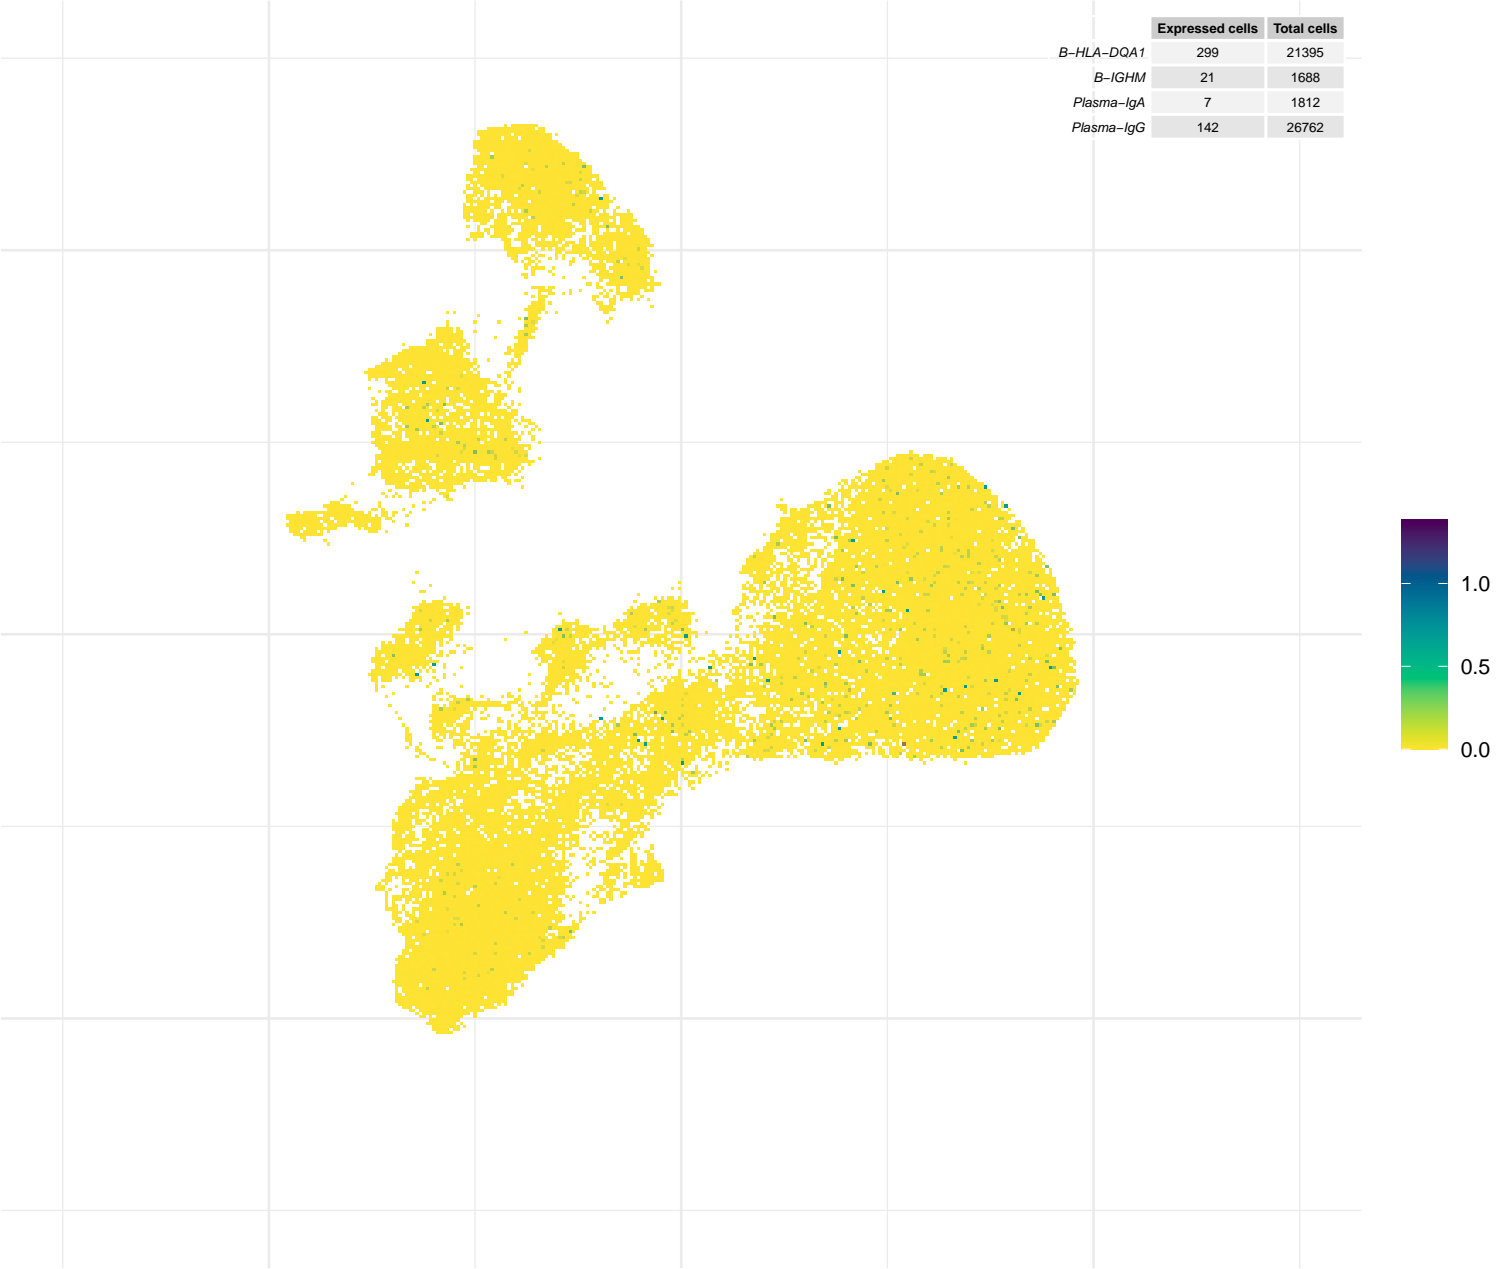 Expressed cells Total cells
B−HLA−DQA1 299 21395
B−IGHM 21 1688
Plasma−IgA 7 1812
Plasma−IgG 142 26762
1.0
0.5
0.0